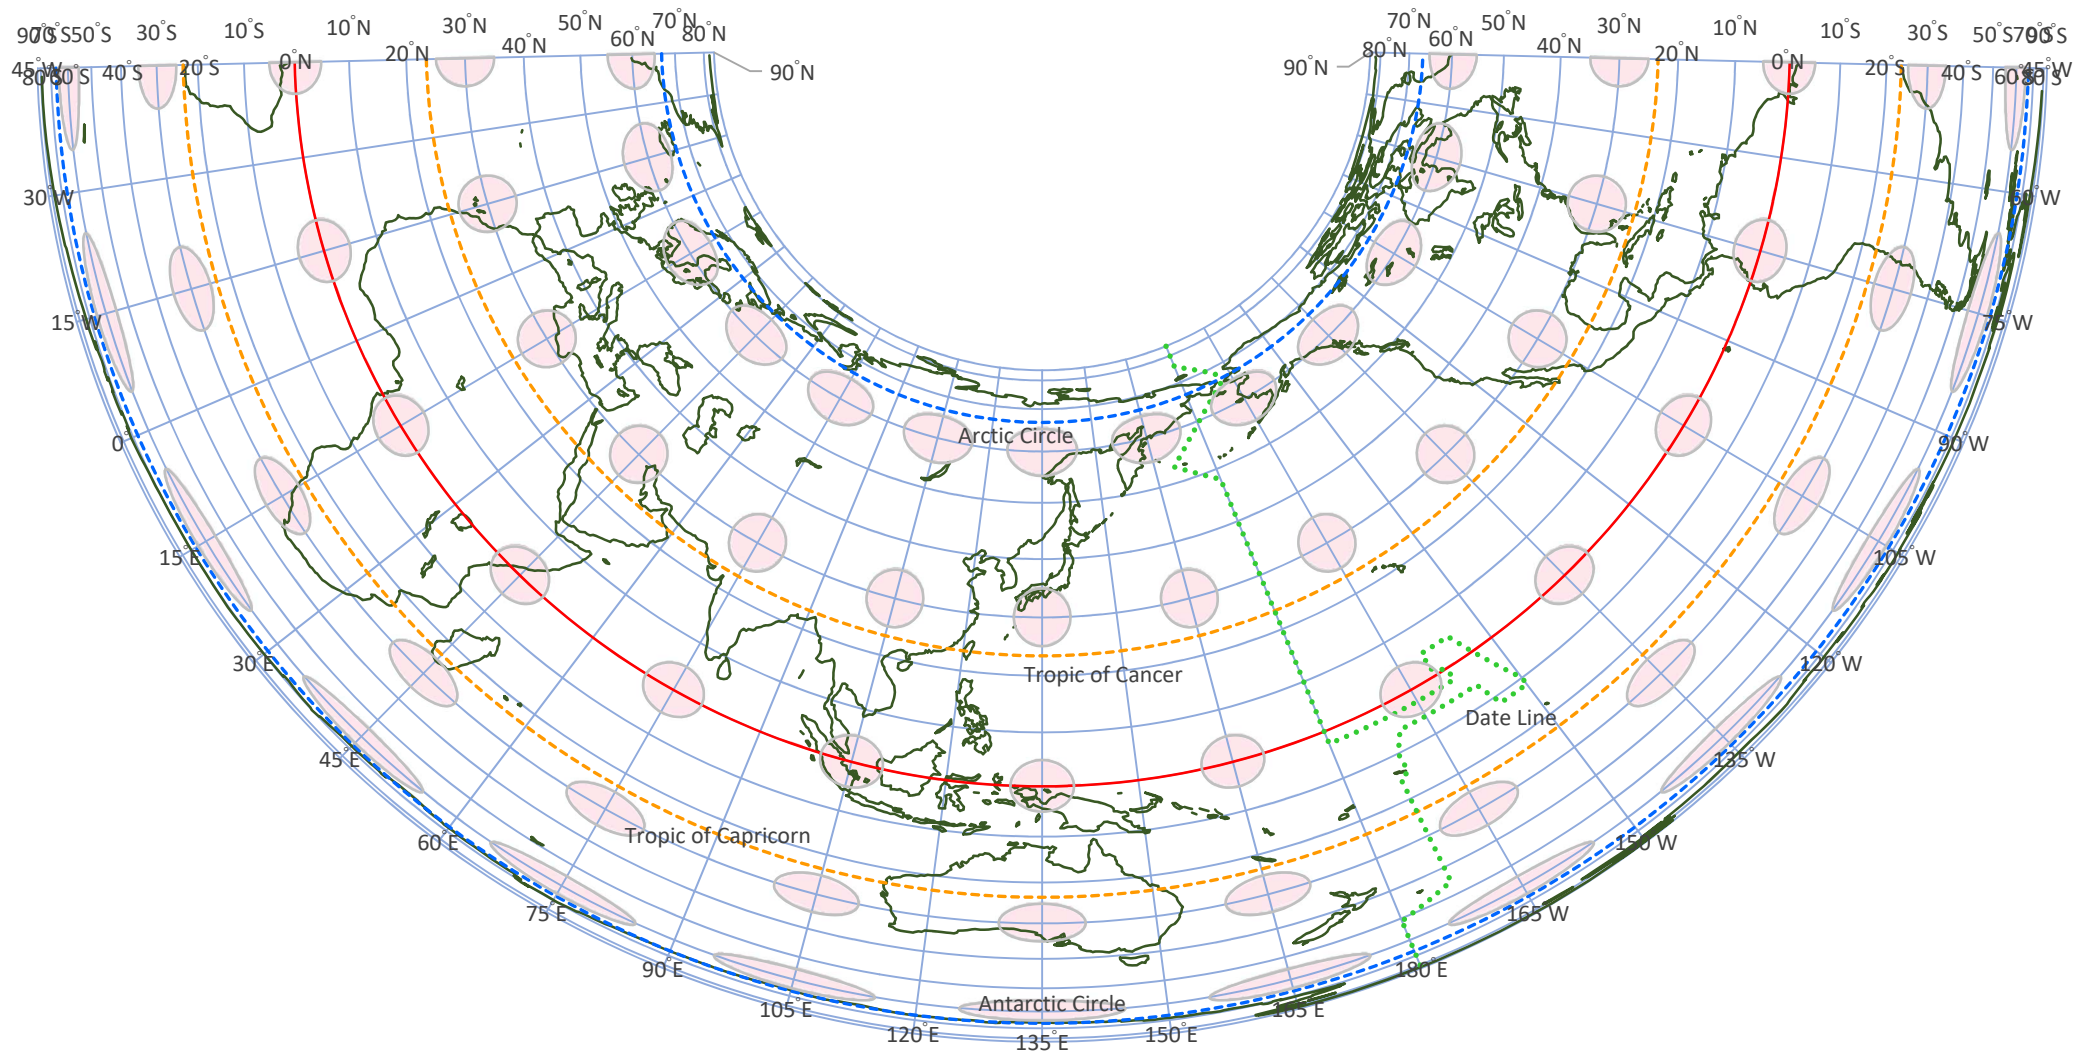 90°S
70°S
50°S
30°S
10°S
10°N
30°N
50°N
70°N
80°N
60°N
40°N
20°N
0°N
20°S
40°S
60°S
80°S
45°W
90°N
90°N
80°N
70°N
60°N
50°N
40°N
30°N
20°N
10°N
0°N
10°S
20°S
30°S
40°S
50°S
60°S
70°S
80°S
90°S
45°W
30°W
60°W
15°W
75°W
0°
90°W
Arctic Circle
15°E
105°W
30°E
120°W
Tropic of Cancer
Date Line
45°E
135°W
Tropic of Capricorn
60°E
150°W
75°E
165°W
90°E
180°E
Antarctic Circle
105°E
165°E
120°E
150°E
135°E